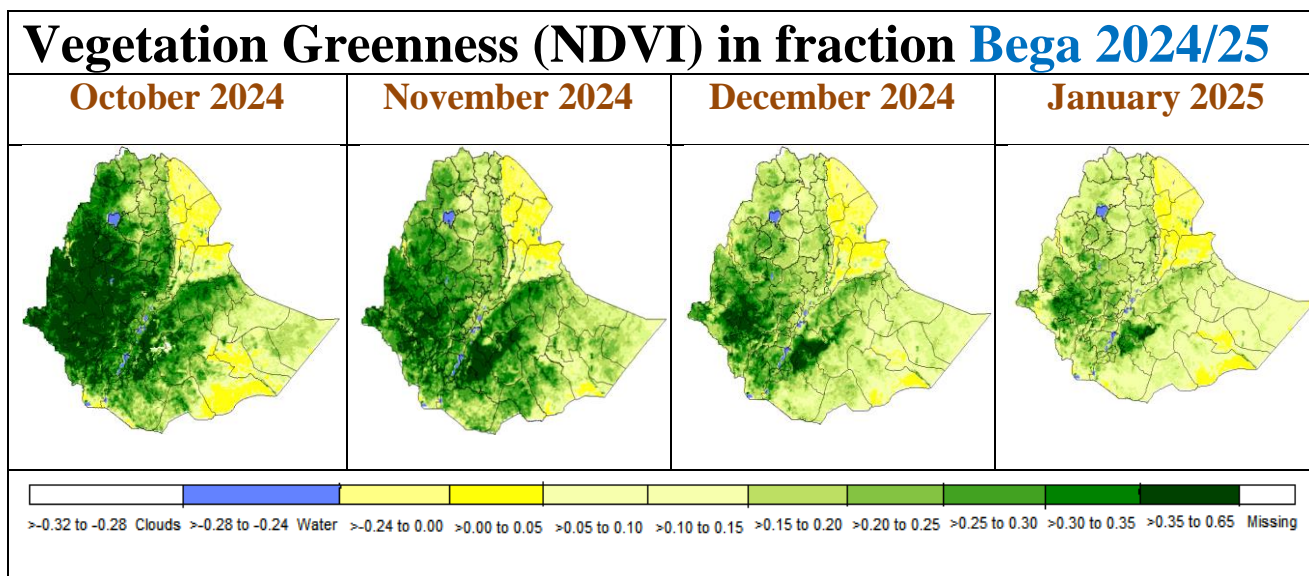 Vegetation Greenness (NDVI) in fraction Bega 2024/25
October 2024 November 2024 December 2024 January 2025
>-0.32 to -0.28 Clouds >-0.28 to -0.24 Water >-0.24 to 0.00 >0.00 to 0.05 >0.05 to 0.10 >0.10 to 0.15 >0.15 to 0.20 >0.20 to 0.25 >0.25 to 0.30 >0.30 to 0.35 >0.35 to 0.65 Missing